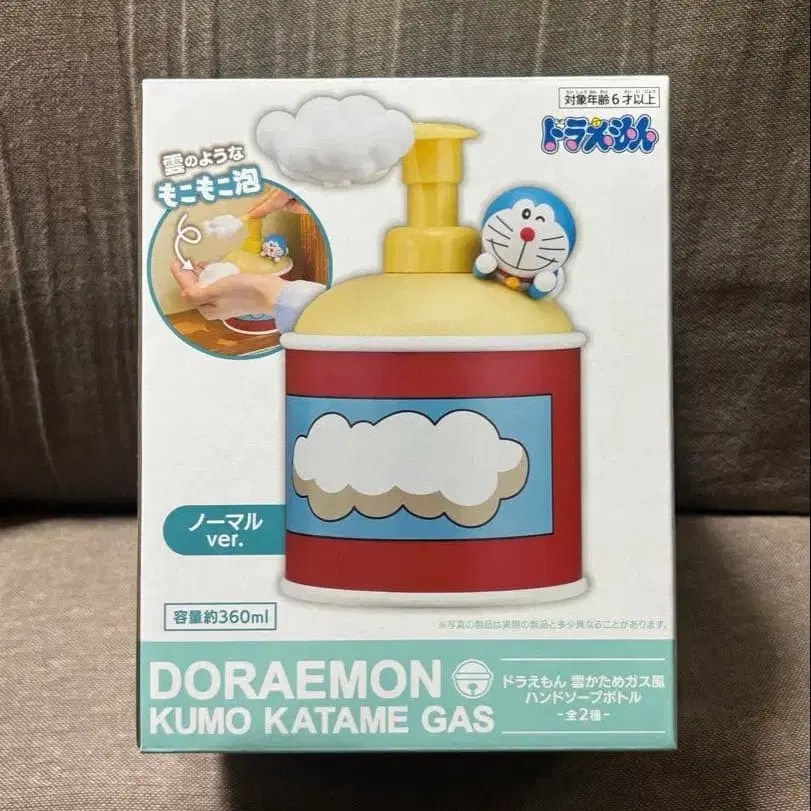 対象年齢6才以上
ドラえもん
雲のような
もこもこ泡
ノーマル
ver.
容量約360ml
※写真の製品は実際の製品と多少異なることがあります。
DORAEMON
KUMO KATAME GAS
ドラえもん 雲かためガス風
ハンドソープボトル
-全2種-